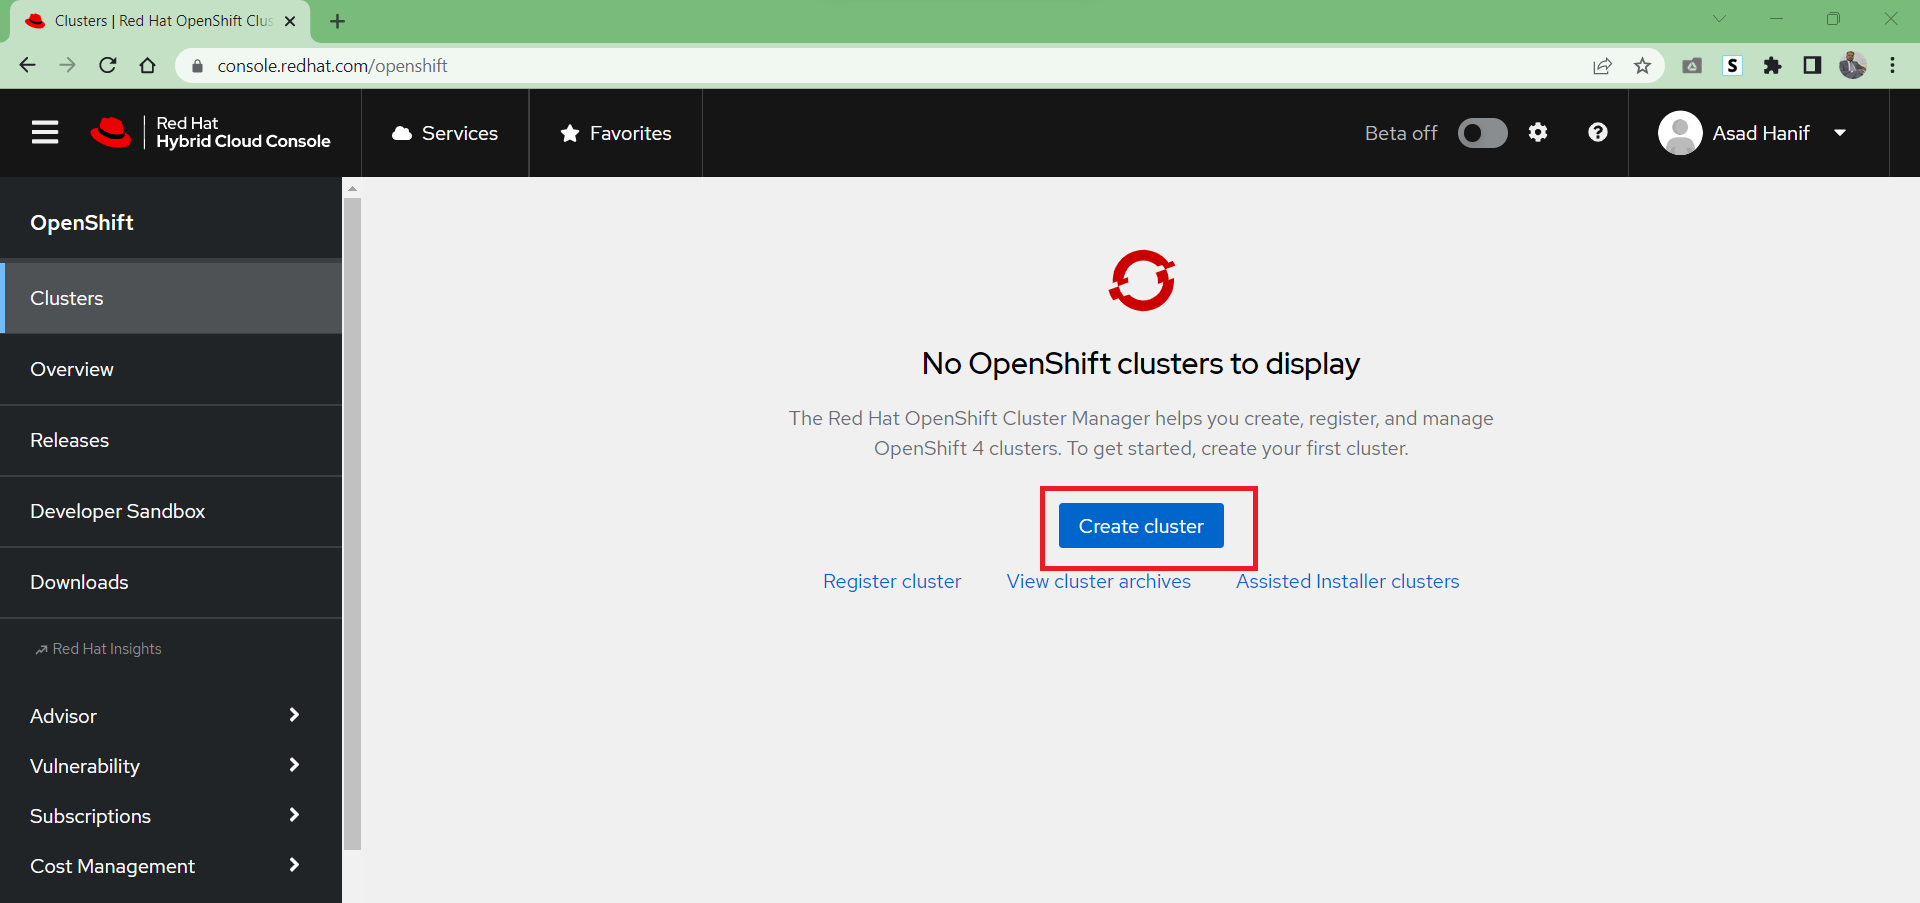 Clusters | Red Hat OpenShift Clus
console.redhat.com/openshift
S
Red Hat
Hybrid Cloud Console
Services
Favorites
Beta off
Asad Hanif
OpenShift
Clusters
Overview
Releases
Developer Sandbox
Downloads
Red Hat Insights
Advisor
Vulnerability
Subscriptions
Cost Management
No OpenShift clusters to display
The Red Hat OpenShift Cluster Manager helps you create, register, and manage
OpenShift 4 clusters. To get started, create your first cluster.
Create cluster
Register cluster
View cluster archives
Assisted Installer clusters